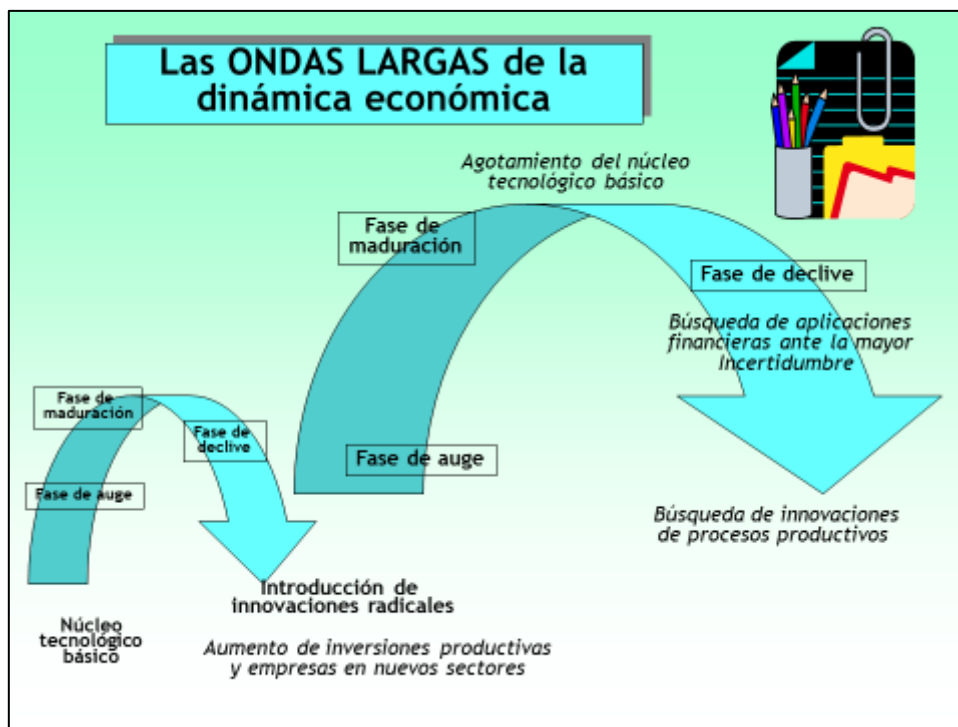 Las ONDAS LARGAS de la
dinámica económica
Agotamiento del núcleo
tecnológico básico
Fase de
maduración
Fase de declive
Búsqueda de aplicaciones
financieras ante la mayor
incertidumbre
Fase de
maduración
Fase de
declive
Fase de auge
Fase de auge
Búsqueda de innovaciones
de procesos productivos
Introducción de
innovaciones radicales
Núcleo
tecnológico
básico
Aumento de inversiones productivas
y empresas en nuevos sectores